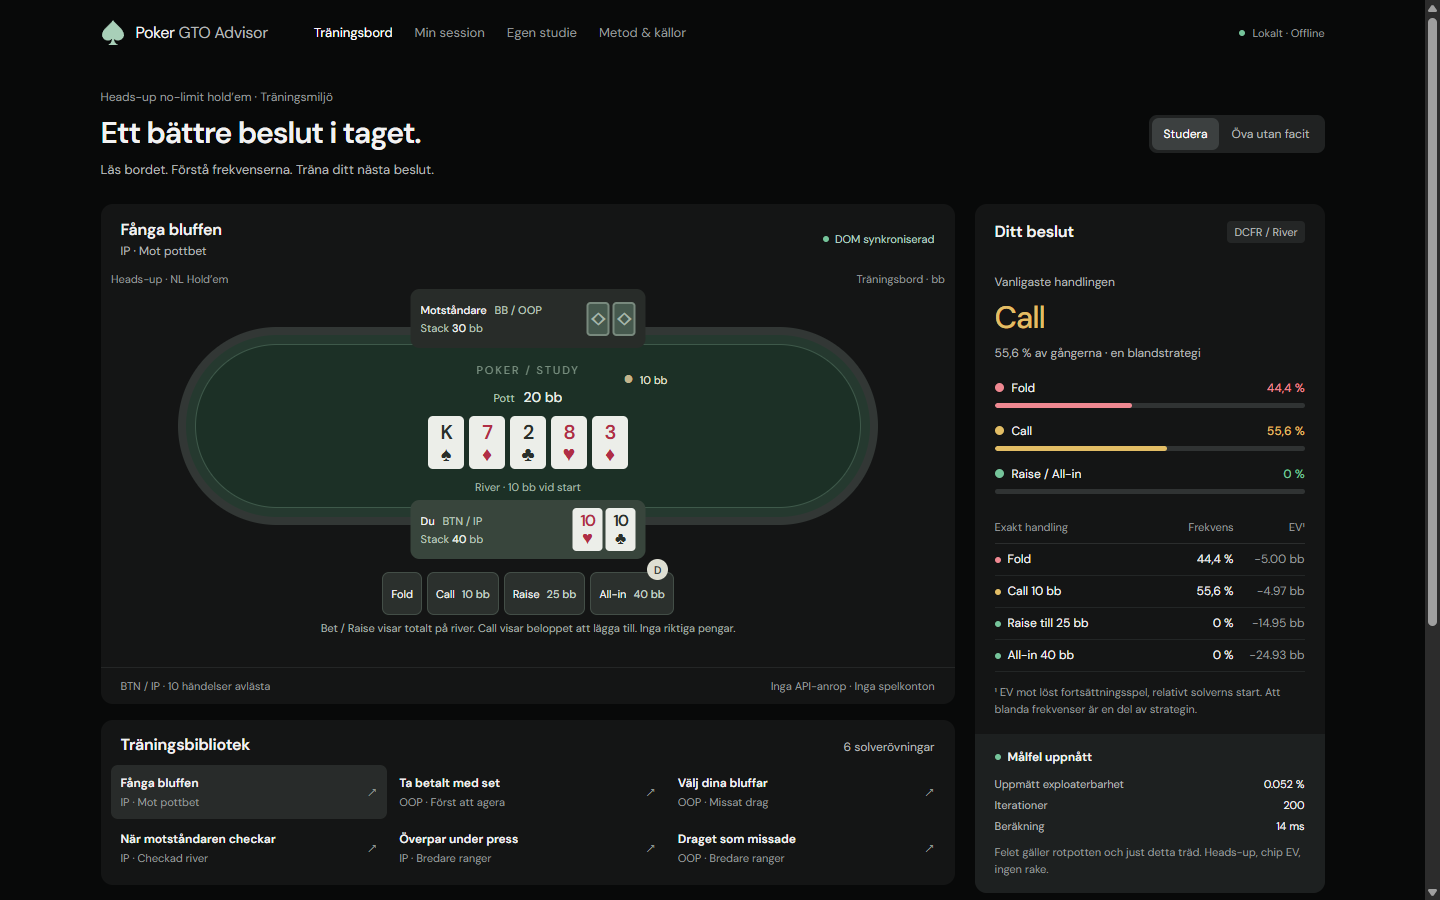 Poker GTO Advisor
Träningsbord
Min session
Egen studie
Metod & källor
Lokalt · Offline
Heads-up no-limit hold'em · Träningsmiljö
Ett bättre beslut i taget.
Läs bordet. Förstå frekvenserna. Träna ditt nästa beslut.
Studera
Öva utan facit
Fånga bluffen
IP · Mot pottbet
DOM synkroniserad
Heads-up · NL Hold'em
Träningsbord · bb
Motståndare BB / OOP
Stack 30 bb
POKER / STUDY
10 bb
Pott 20 bb
K 7 2 8 3
♠ ♦ ♣ ♥ ♦
River · 10 bb vid start
Du BTN / IP
Stack 40 bb
10 10
♥ ♣
D
Fold
Call 10 bb
Raise 25 bb
All-in 40 bb
Bet / Raise visar totalt på river. Call visar beloppet att lägga till. Inga riktiga pengar.
BTN / IP · 10 händelser avlästa
Inga API-anrop · Inga spelkonton
Träningsbibliotek
6 solverövningar
Fånga bluffen
IP · Mot pottbet
↗
Ta betalt med set
OOP · Först att agera
↗
Välj dina bluffar
OOP · Missat drag
↗
När motståndaren checkar
IP · Checkad river
↗
Överpar under press
IP · Bredare ranger
↗
Draget som missade
OOP · Bredare ranger
↗
Ditt beslut
DCFR / River
Vanligaste handlingen
Call
55,6 % av gångerna · en blandstrategi
Fold 44,4 %
Call 55,6 %
Raise / All-in 0 %
Exakt handling Frekvens EV¹
Fold 44,4 % -5.00 bb
Call 10 bb 55,6 % -4.97 bb
Raise till 25 bb 0 % -14.95 bb
All-in 40 bb 0 % -24.93 bb
¹ EV mot löst fortsättningsspel, relativt solverns start. Att
blanda frekvenser är en del av strategin.
Målfel uppnått
Uppmätt exploaterbarhet 0.052 %
Iterationer 200
Beräkning 14 ms
Felet gäller rotpotten och just detta träd. Heads-up, chip EV,
ingen rake.